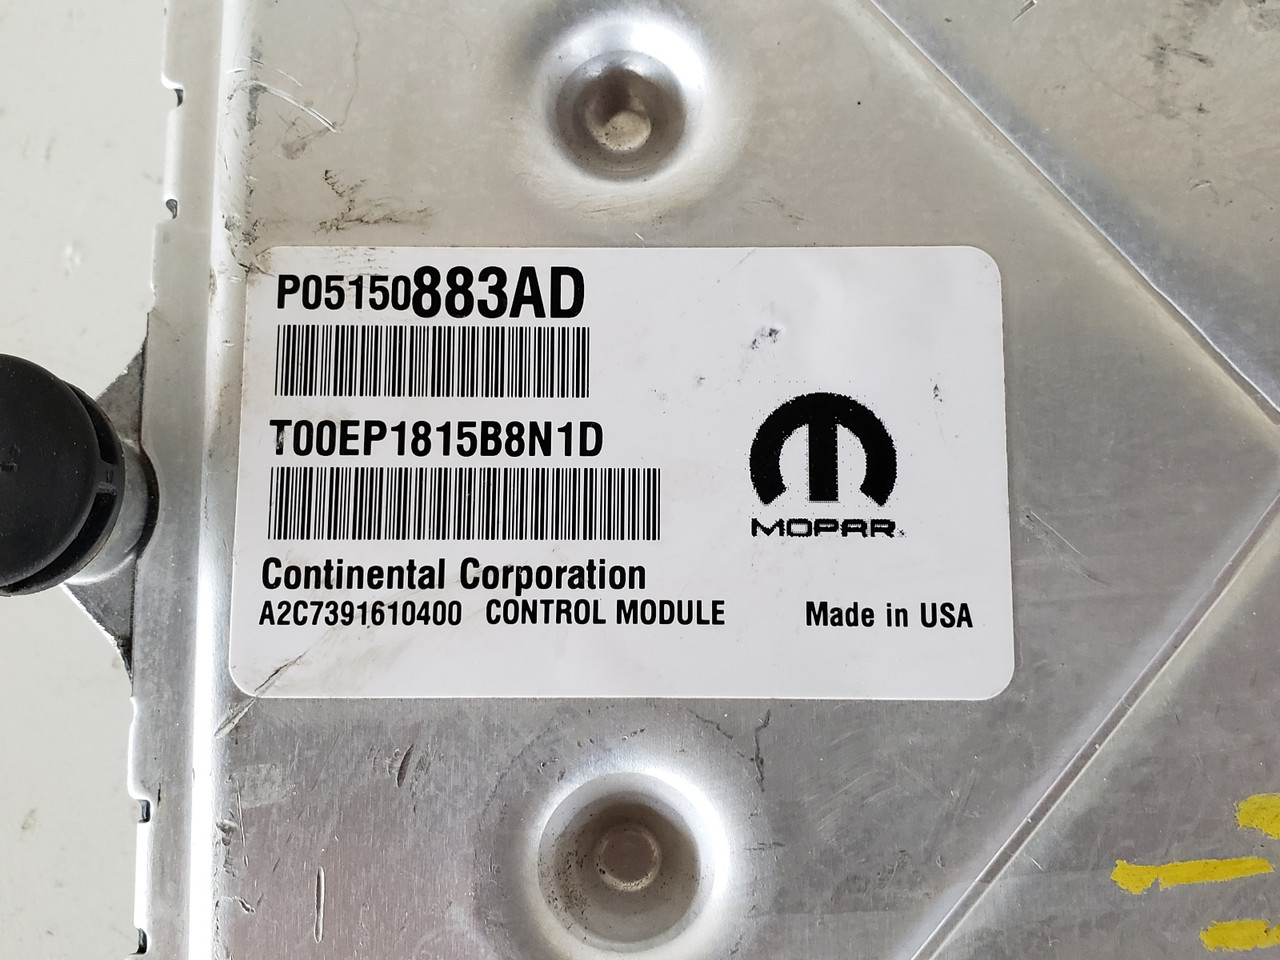 P05150883AD
T00EP1815B8N1D
MOPAR
Continental Corporation
A2C7391610400 CONTROL MODULE Made in USA